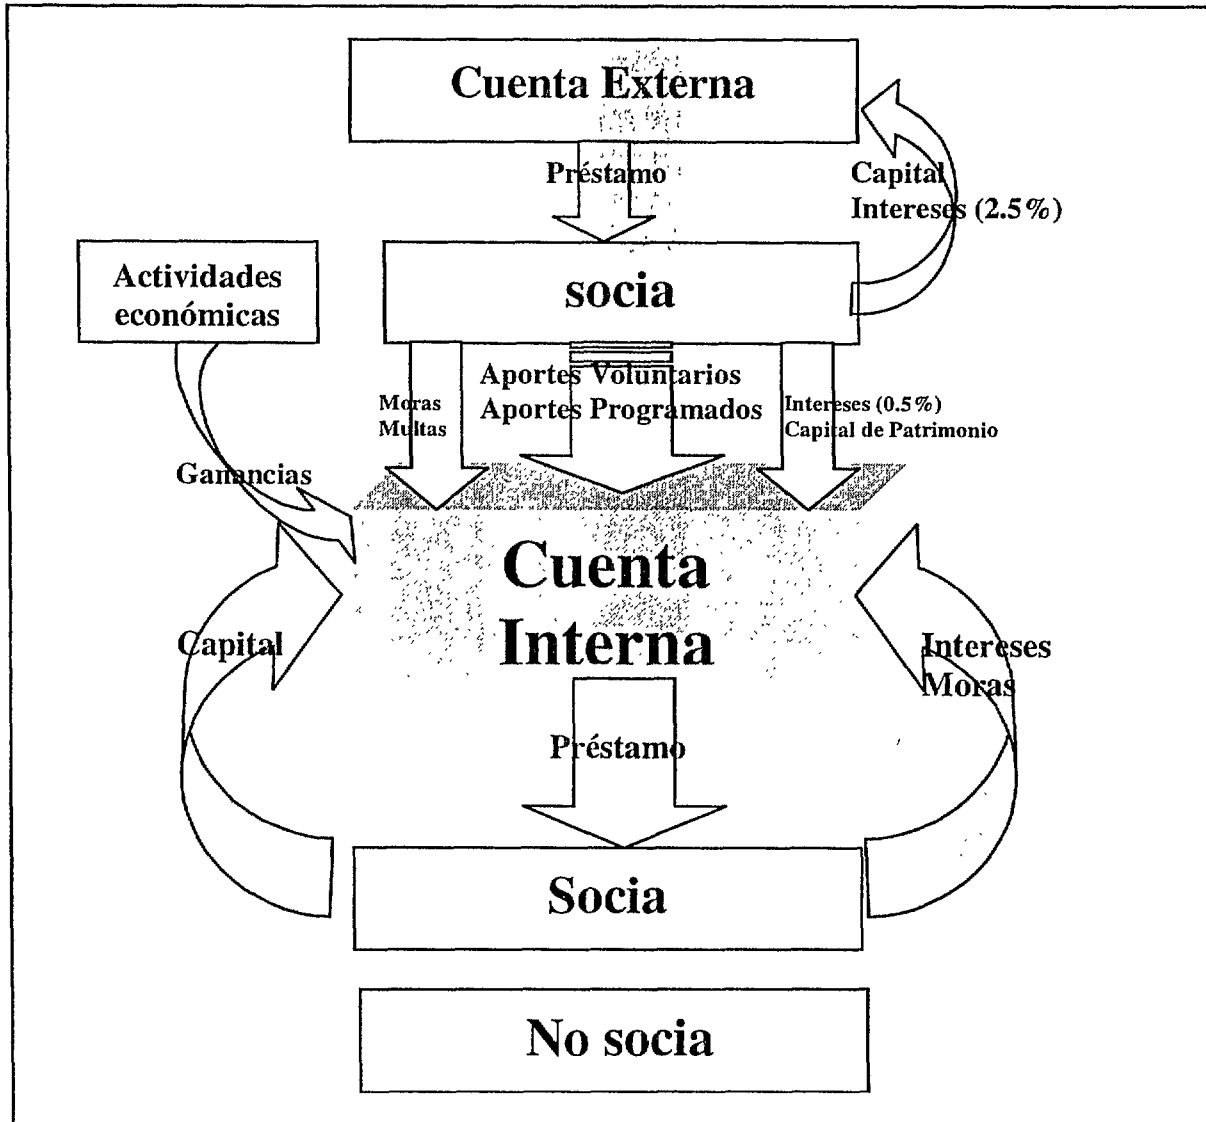 Cuenta Externa
Préstamo
Capital
Intereses (2.5%)
Actividades
económicas
socia
Moras
Multas
Aportes Voluntarios
Aportes Programados
Intereses (0.5%)
Capital de Patrimonio
Ganancias
Cuenta
Interna
Capital
Intereses
Moras
Préstamo
Socia
No socia